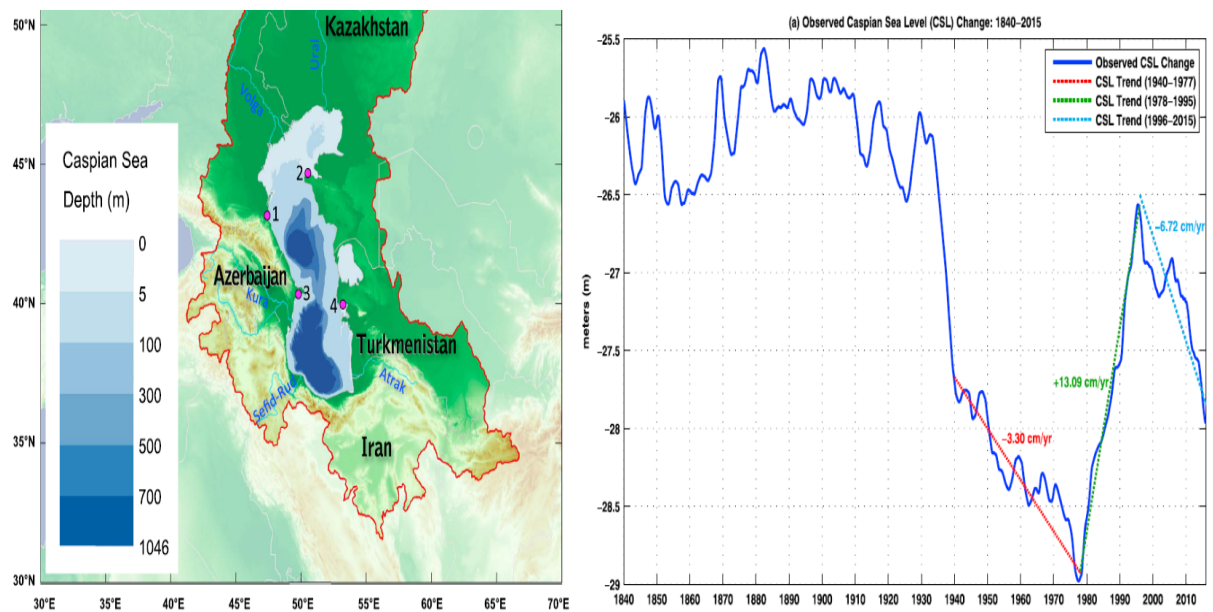 50°N
45°N
40°N
35°N
30°N
30°E
35°E
40°E
45°E
50°E
55°E
60°E
65°E
70°E
Kazakhstan
Ural
Volga
Caspian Sea
Depth (m)
0
5
100
300
500
700
1046
2
1
Azerbaijan
3
Kura
4
Turkmenistan
Atrak
Sefid-Rud
Iran
(a) Observed Caspian Sea Level (CSL) Change: 1840–2015
Observed CSL Change
CSL Trend (1940–1977)
CSL Trend (1978–1995)
CSL Trend (1996–2015)
−6.72 cm/yr
+13.09 cm/yr
−3.30 cm/yr
meters (m)
−25.5
−26
−26.5
−27
−27.5
−28
−28.5
−29
1840 1850 1860 1870 1880 1890 1900 1910 1920 1930 1940 1950 1960 1970 1980 1990 2000 2010